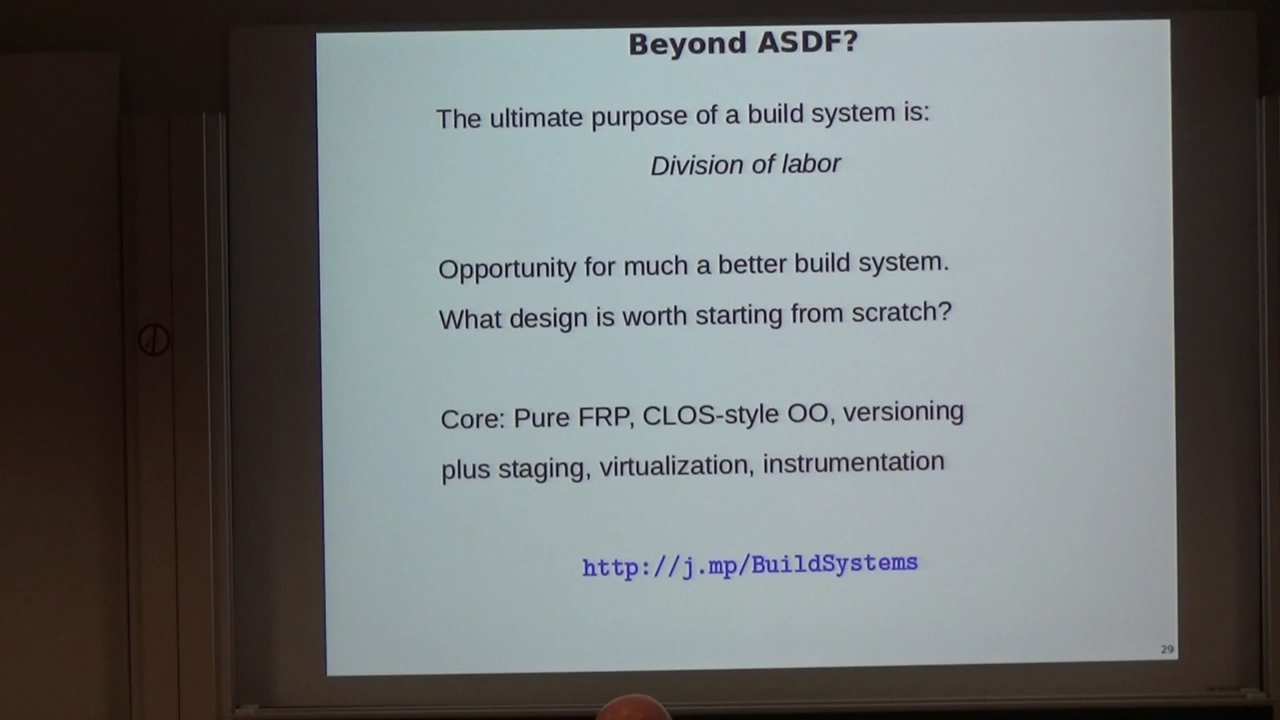 Beyond ASDF?
The ultimate purpose of a build system is:
Division of labor
Opportunity for much a better build system.
What design is worth starting from scratch?
Core: Pure FRP, CLOS-style OO, versioning
plus staging, virtualization, instrumentation
http://j.mp/BuildSystems
29